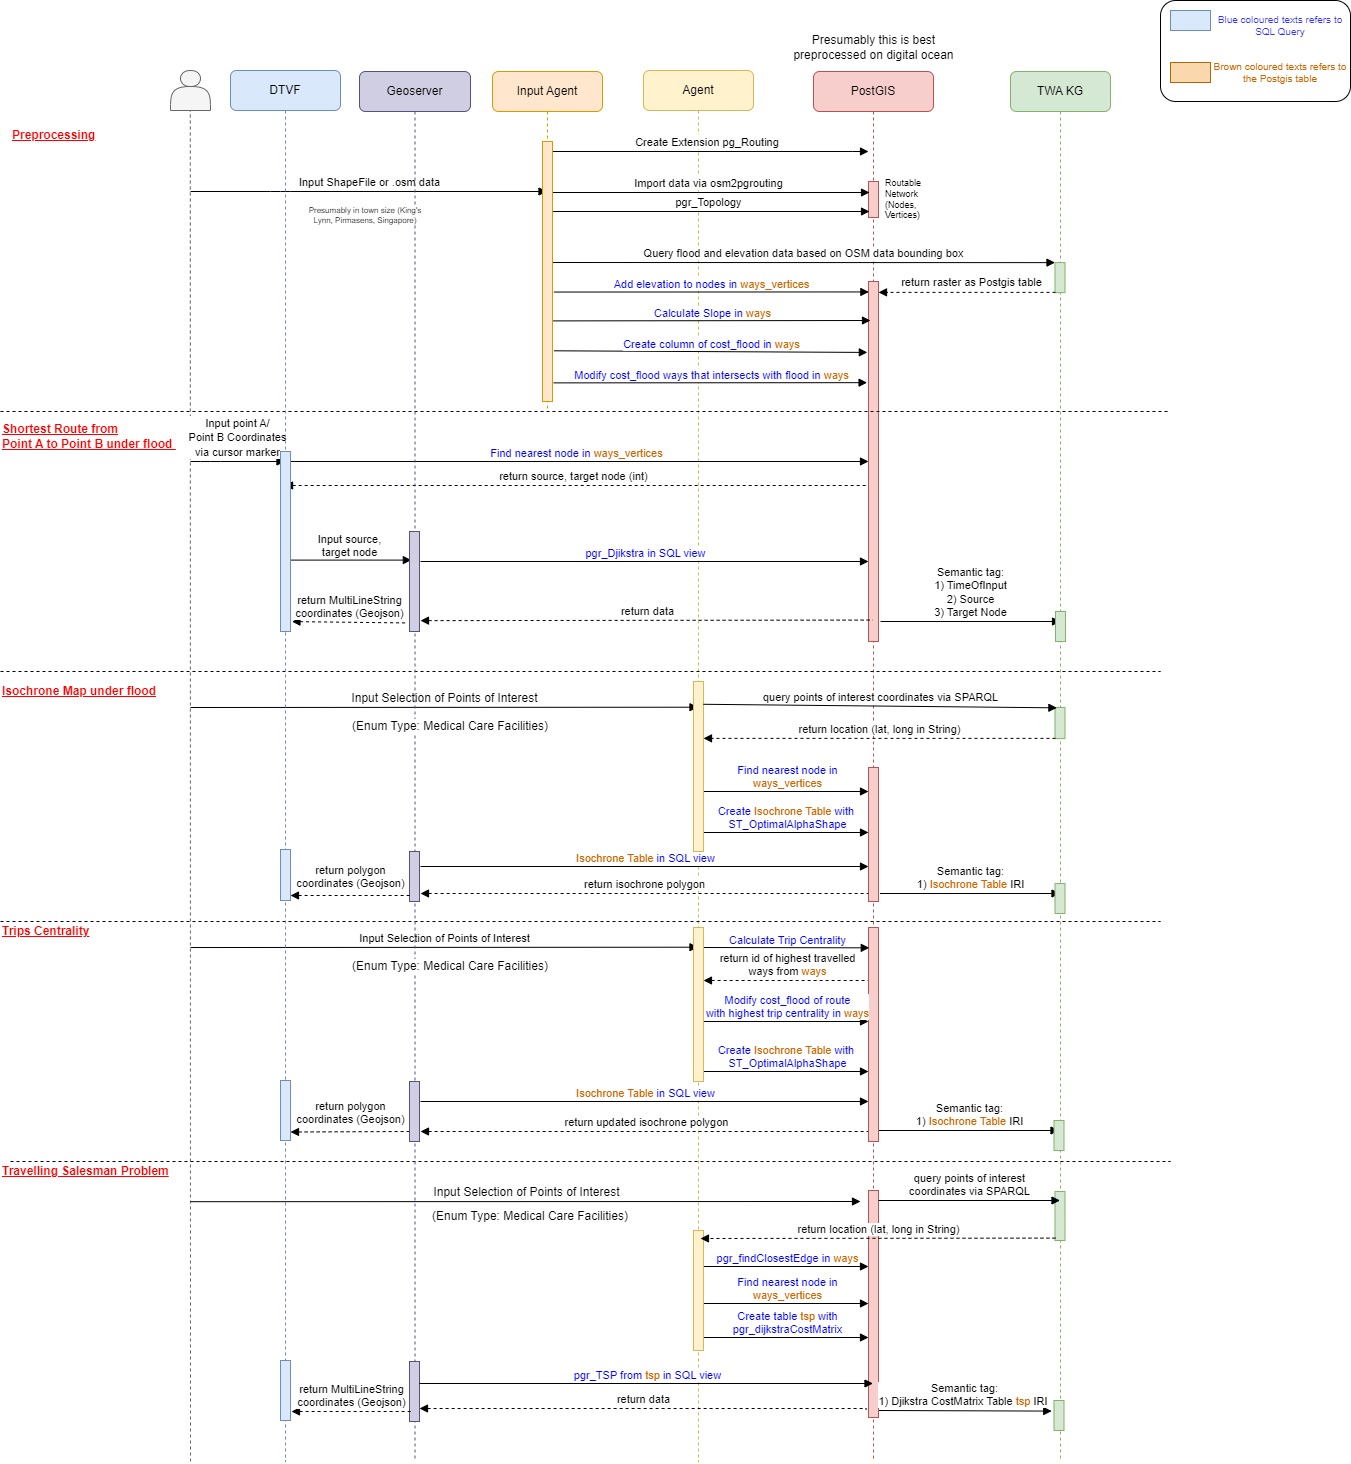 Blue coloured texts refers to
SQL Query
Brown coloured texts refers to
the Postgis table
Presumably this is best
preprocessed on digital ocean
DTVF
Geoserver
Input Agent
Agent
PostGIS
TWA KG
Preprocessing
Create Extension pg_Routing
Input ShapeFile or .osm data
Import data via osm2pgrouting
Routable
Network
(Nodes,
Vertices)
pgr_Topology
Presumably in town size (King's
Lynn, Pirmasens, Singapore)
Query flood and elevation data based on OSM data bounding box
Add elevation to nodes in ways_vertices
return raster as Postgis table
Calculate Slope in ways
Create column of cost_flood in ways
Modify cost_flood ways that intersects with flood in ways
Shortest Route from
Point A to Point B under flood
Input point A/
Point B Coordinates
via cursor marker
Find nearest node in ways_vertices
return source, target node (int)
Input source,
target node
pgr_Djikstra in SQL view
Semantic tag:
1) TimeOfInput
2) Source
3) Target Node
return MultiLineString
coordinates (Geojson)
return data
Isochrone Map under flood
Input Selection of Points of Interest
(Enum Type: Medical Care Facilities)
query points of interest coordinates via SPARQL
return location (lat, long in String)
Find nearest node in
ways_vertices
Create Isochrone Table with
ST_OptimalAlphaShape
Isochrone Table in SQL view
return polygon
coordinates (Geojson)
return isochrone polygon
Semantic tag:
1) Isochrone Table IRI
Trips Centrality
Input Selection of Points of Interest
(Enum Type: Medical Care Facilities)
Calculate Trip Centrality
return id of highest travelled
ways from ways
Modify cost_flood of route
with highest trip centrality in ways
Create Isochrone Table with
ST_OptimalAlphaShape
Isochrone Table in SQL view
return polygon
coordinates (Geojson)
return updated isochrone polygon
Semantic tag:
1) Isochrone Table IRI
Travelling Salesman Problem
Input Selection of Points of Interest
(Enum Type: Medical Care Facilities)
query points of interest
coordinates via SPARQL
return location (lat, long in String)
pgr_findClosestEdge in ways
Find nearest node in
ways_vertices
Create table tsp with
pgr_dijkstraCostMatrix
pgr_TSP from tsp in SQL view
return MultiLineString
coordinates (Geojson)
return data
Semantic tag:
1) Djikstra CostMatrix Table tsp IRI